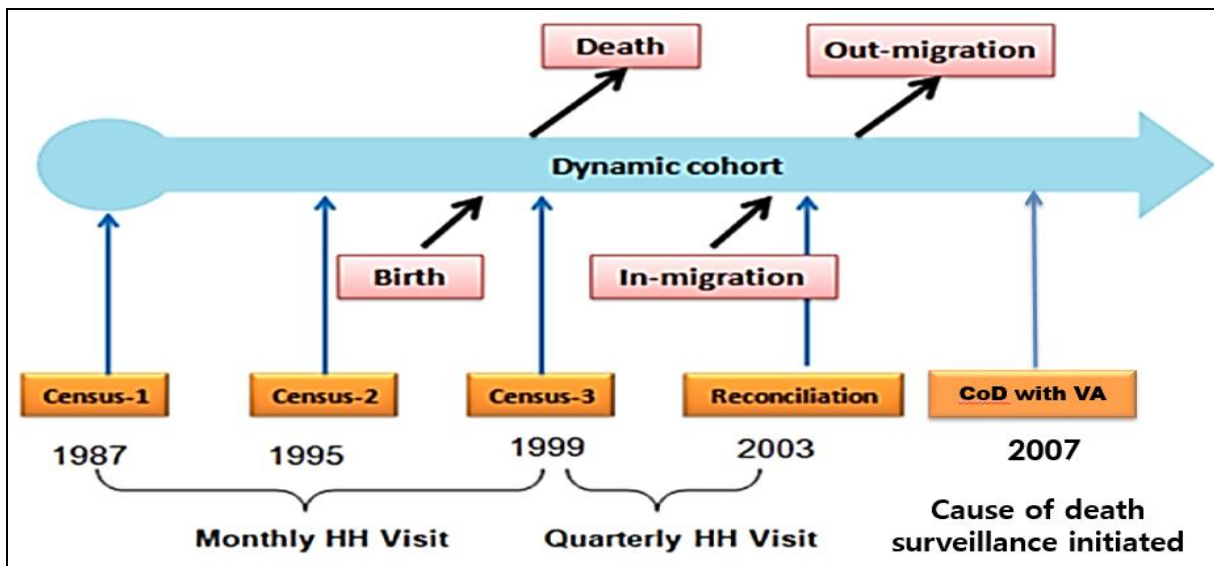 Death
Out-migration
Dynamic cohort
Birth
In-migration
Census-1
Census-2
Census-3
Reconciliation
CoD with VA
1987
1995
1999
2003
2007
Monthly HH Visit
Quarterly HH Visit
Cause of death
surveillance initiated